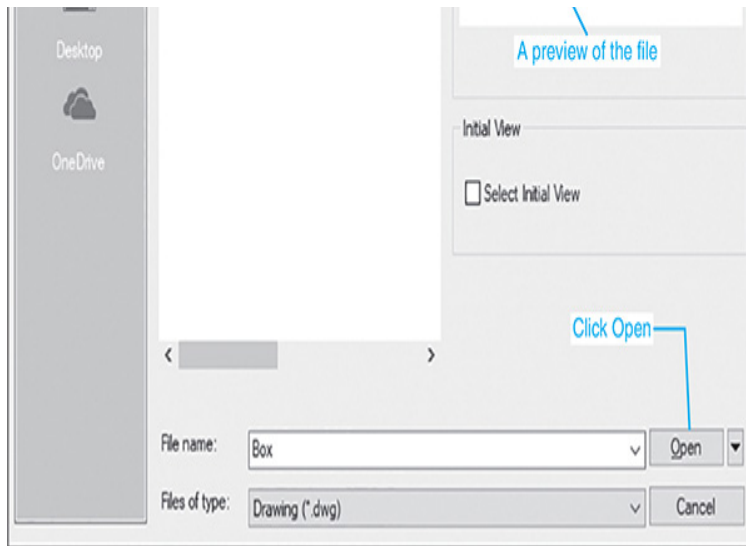 Desktop
A preview of the file
Initial View
OneDrive
Select Initial View
Click Open
File name:
Box
Open
Files of type:
Drawing (*.dwg)
Cancel